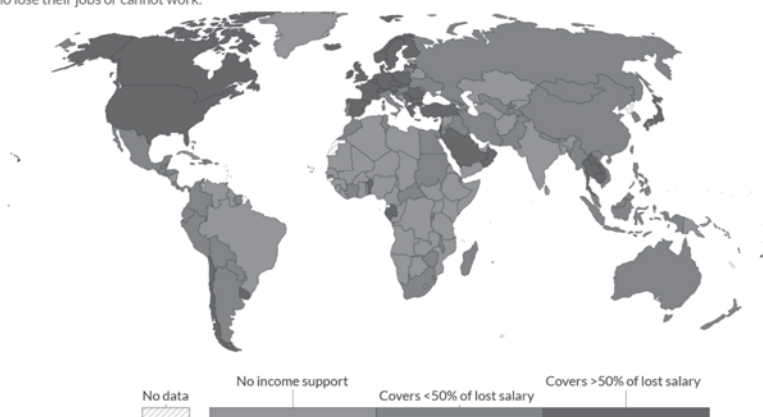 no lose their jobs or cannot work.
No income support
Covers >50% of lost salary
No data
Covers <50% of lost salary